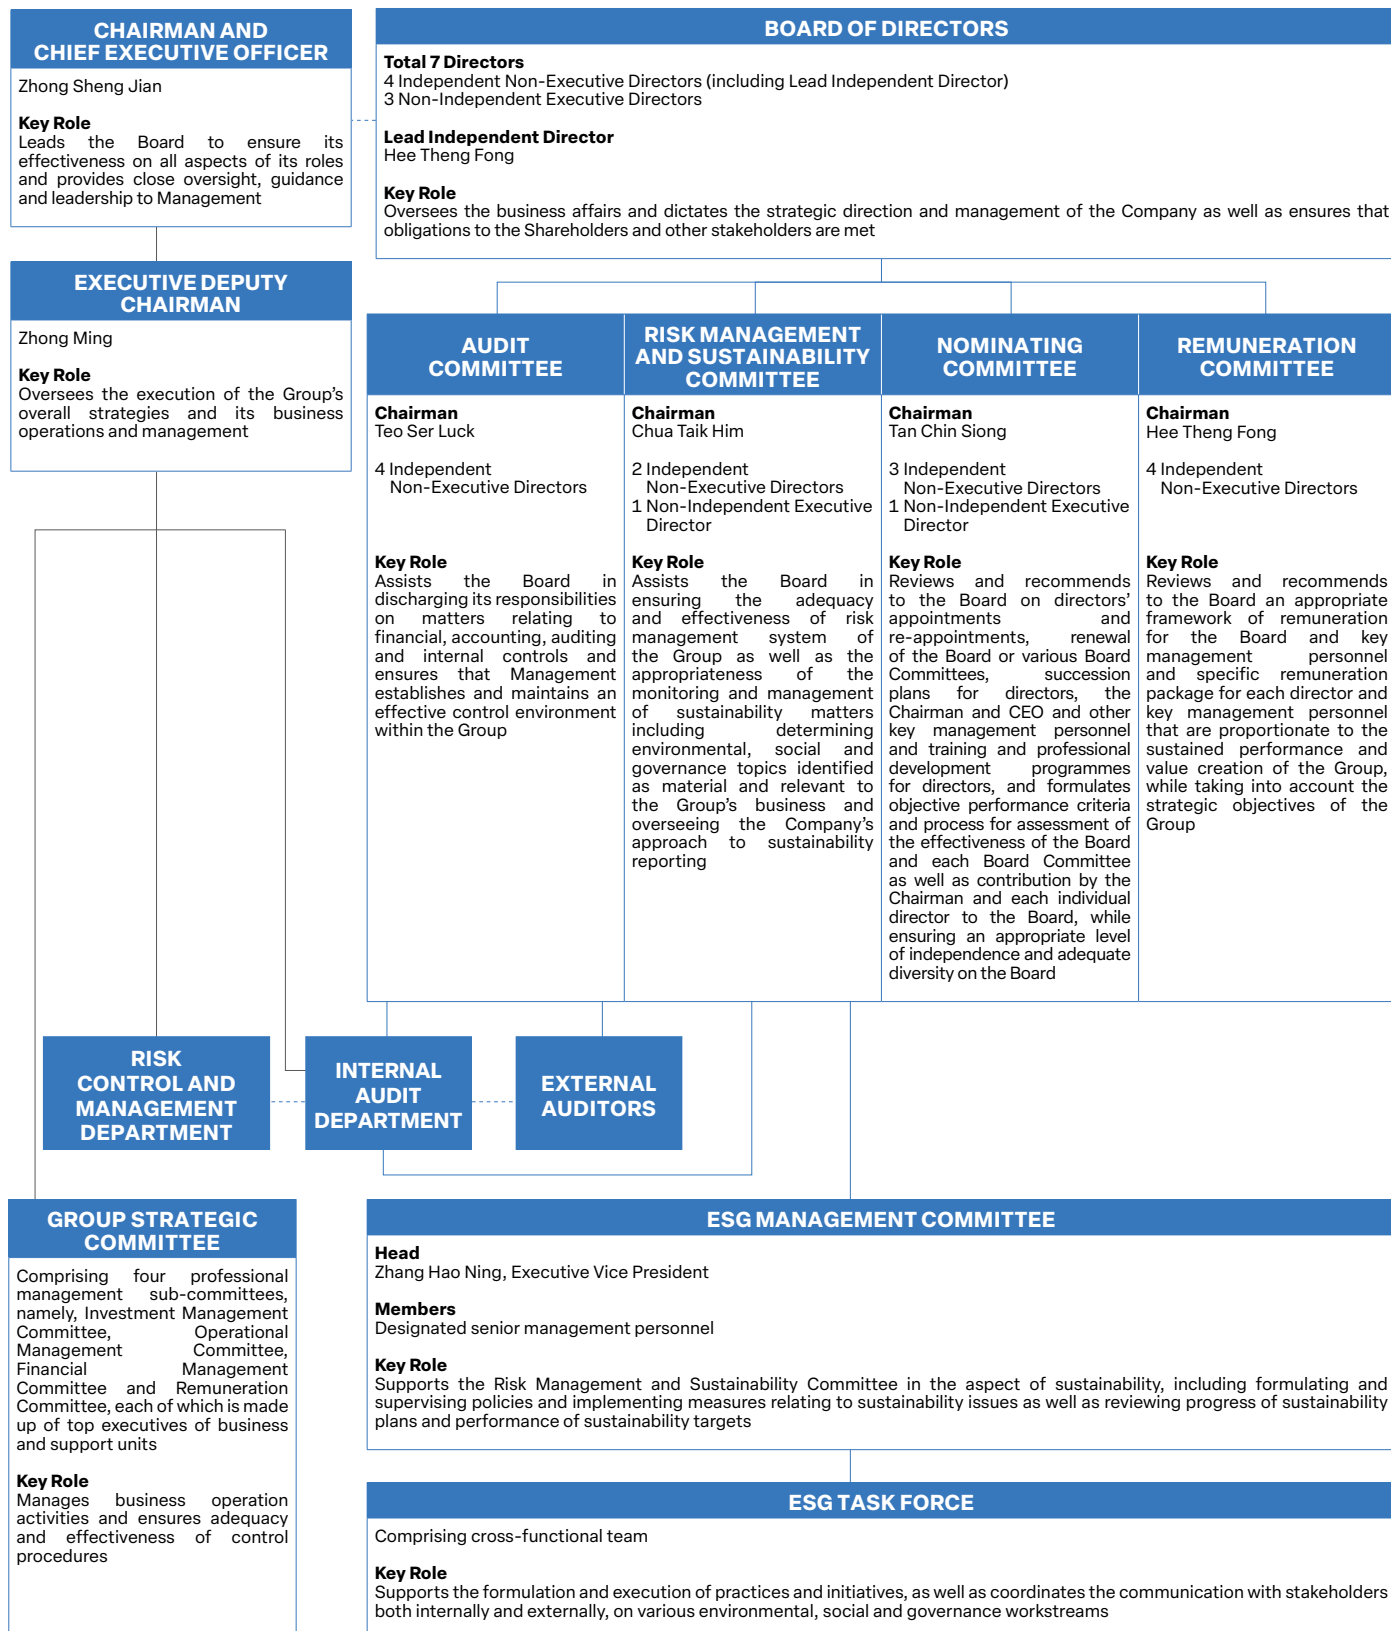 CHAIRMAN AND
CHIEF EXECUTIVE OFFICER
Zhong Sheng Jian
Key Role
Leads the Board to ensure its
effectiveness on all aspects of its roles
and provides close oversight, guidance
and leadership to Management
BOARD OF DIRECTORS
Total 7 Directors
4 Independent Non-Executive Directors (including Lead Independent Director)
3 Non-Independent Executive Directors
Lead Independent Director
Hee Theng Fong
Key Role
Oversees the business affairs and dictates the strategic direction and management of the Company as well as ensures that
obligations to the Shareholders and other stakeholders are met
EXECUTIVE DEPUTY
CHAIRMAN
Zhong Ming
Key Role
Oversees the execution of the Group's
overall strategies and its business
operations and management
AUDIT
COMMITTEE
Chairman
Teo Ser Luck
4 Independent
Non-Executive Directors
Key Role
Assists the Board in
discharging its responsibilities
on matters relating to
financial, accounting, auditing
and internal controls and
ensures that Management
establishes and maintains an
effective control environment
within the Group
RISK MANAGEMENT
AND SUSTAINABILITY
COMMITTEE
Chairman
Chua Taik Him
2 Independent
Non-Executive Directors
1 Non-Independent Executive
Director
Key Role
Assists the Board in
ensuring the adequacy
and effectiveness of risk
management system of
the Group as well as the
appropriateness of the
monitoring and management
of sustainability matters
including determining
environmental, social and
governance topics identified
as material and relevant to
the Group's business and
overseeing the Company's
approach to sustainability
reporting
NOMINATING
COMMITTEE
Chairman
Tan Chin Siong
3 Independent
Non-Executive Directors
1 Non-Independent Executive
Director
Key Role
Reviews and recommends
to the Board on directors'
appointments and
re-appointments, renewal
of the Board or various Board
Committees, succession
plans for directors, the
Chairman and CEO and other
key management personnel
and training and professional
development programmes
for directors, and formulates
objective performance criteria
and process for assessment of
the effectiveness of the Board
and each Board Committee
as well as contribution by the
Chairman and each individual
director to the Board, while
ensuring an appropriate level
of independence and adequate
diversity on the Board
REMUNERATION
COMMITTEE
Chairman
Hee Theng Fong
4 Independent
Non-Executive Directors
Key Role
Reviews and recommends
to the Board an appropriate
framework of remuneration
for the Board and key
management personnel
and specific remuneration
package for each director and
key management personnel
that are proportionate to the
sustained performance and
value creation of the Group,
while taking into account the
strategic objectives of the
Group
RISK
CONTROL AND
MANAGEMENT
DEPARTMENT
INTERNAL
AUDIT
DEPARTMENT
EXTERNAL
AUDITORS
GROUP STRATEGIC
COMMITTEE
Comprising four professional
management sub-committees,
namely, Investment Management
Committee, Operational
Management Committee,
Financial Management
Committee and Remuneration
Committee, each of which is made
up of top executives of business
and support units
Key Role
Manages business operation
activities and ensures adequacy
and effectiveness of control
procedures
ESG MANAGEMENT COMMITTEE
Head
Zhang Hao Ning, Executive Vice President
Members
Designated senior management personnel
Key Role
Supports the Risk Management and Sustainability Committee in the aspect of sustainability, including formulating and
supervising policies and implementing measures relating to sustainability issues as well as reviewing progress of sustainability
plans and performance of sustainability targets
ESG TASK FORCE
Comprising cross-functional team
Key Role
Supports the formulation and execution of practices and initiatives, as well as coordinates the communication with stakeholders
both internally and externally, on various environmental, social and governance workstreams